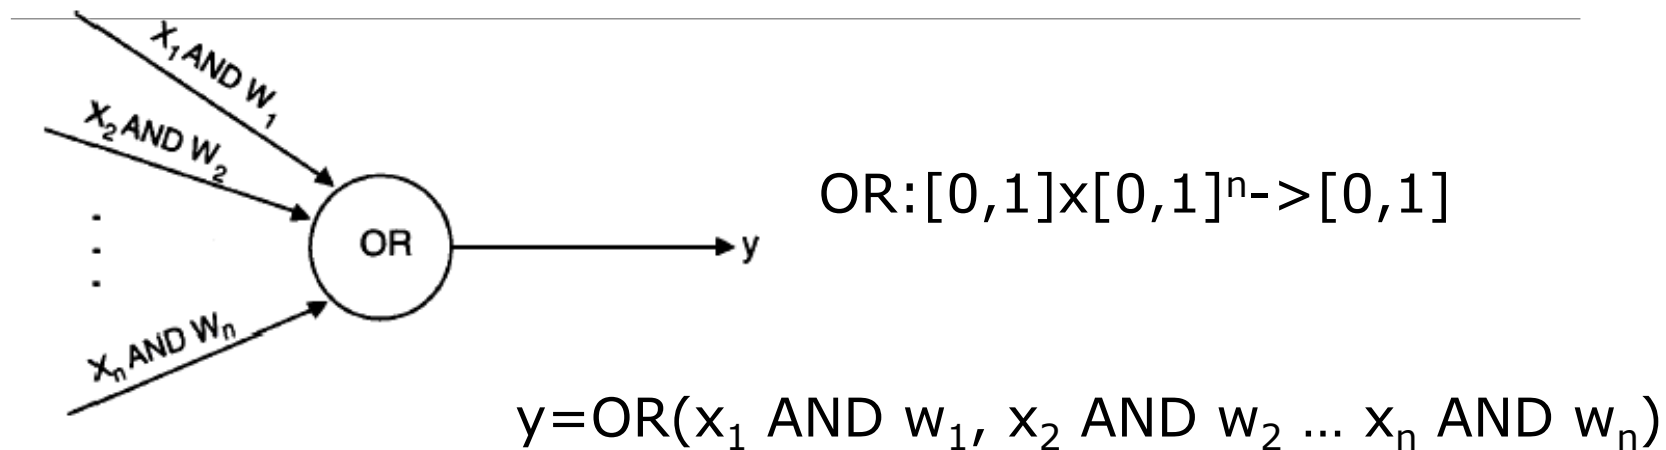 X₁ AND W₁
X₂ AND W₂
.
.
.
Xₙ AND Wₙ
OR
y
OR:[0,1]x[0,1]ⁿ->[0,1]
y=OR(x₁ AND w₁, x₂ AND w₂ ... xₙ AND wₙ)